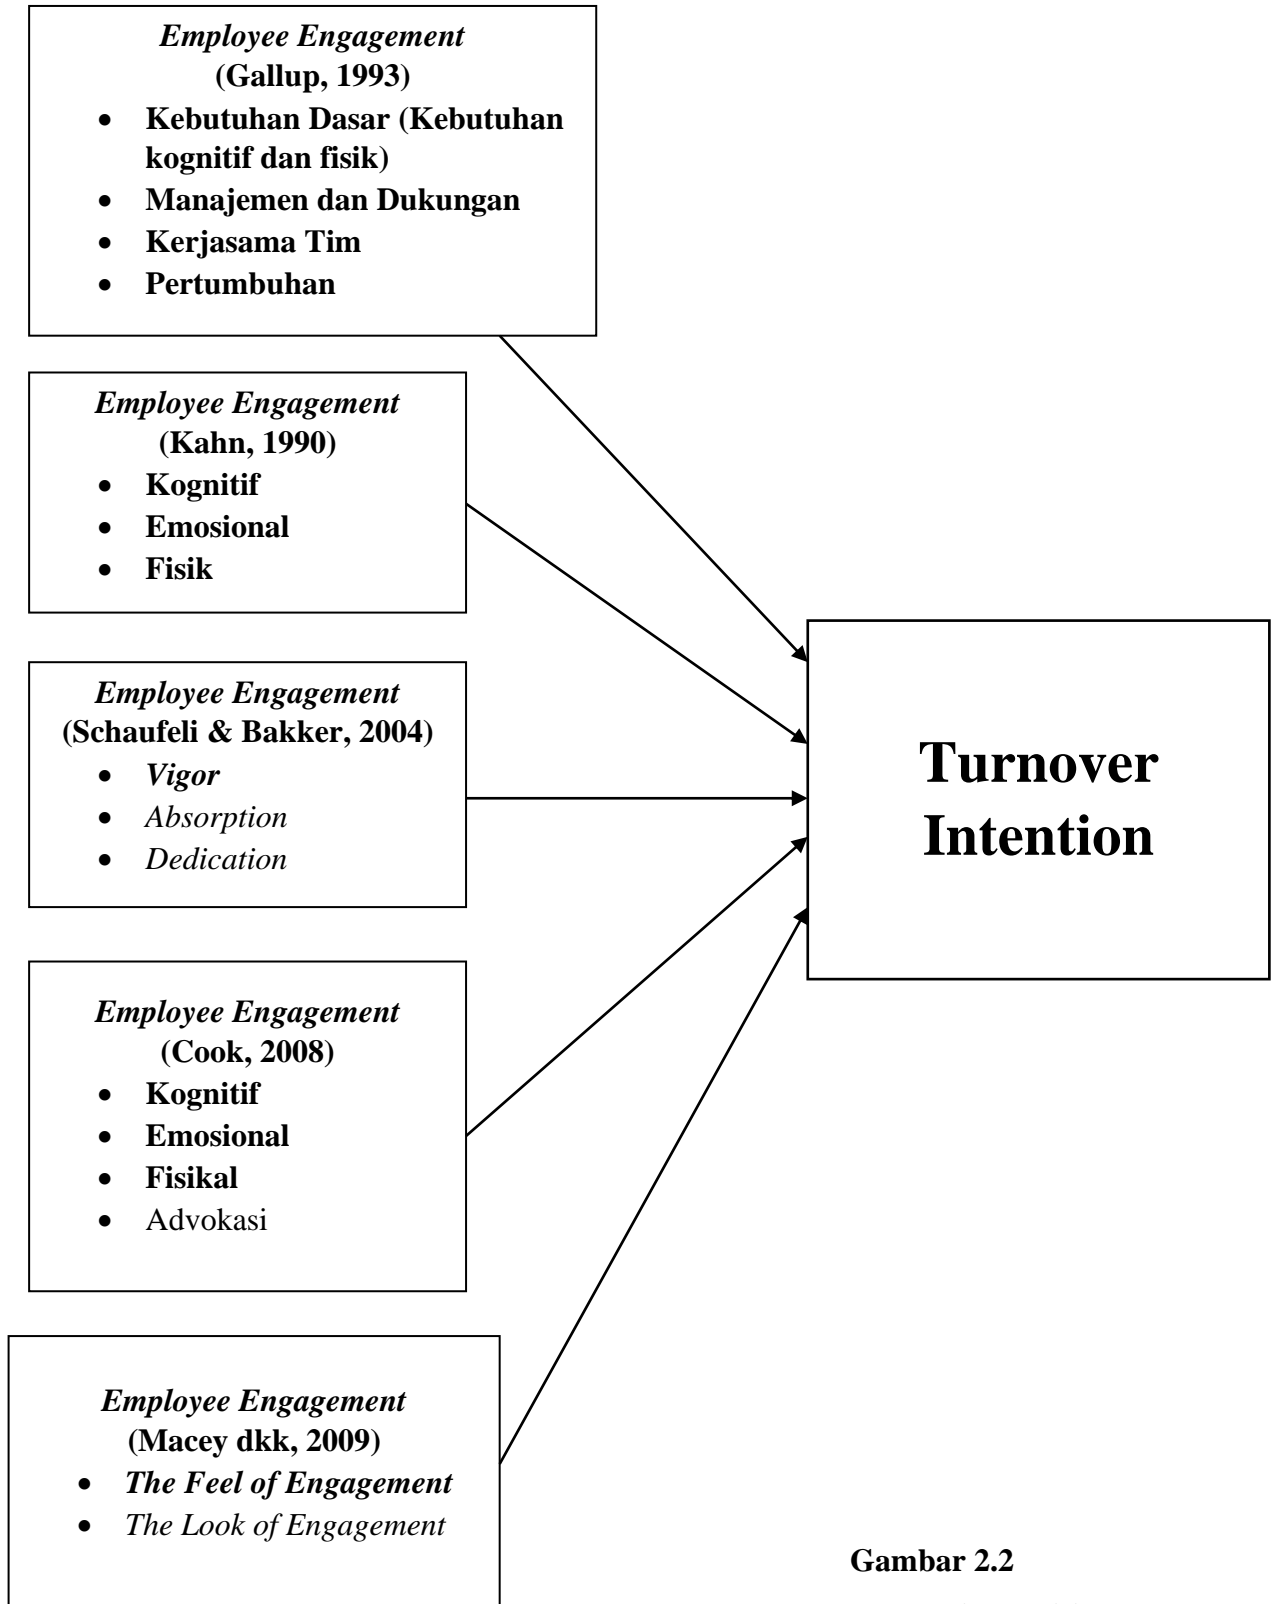 Employee Engagement
(Gallup, 1993)
• Kebutuhan Dasar (Kebutuhan
kognitif dan fisik)
• Manajemen dan Dukungan
• Kerjasama Tim
• Pertumbuhan
Employee Engagement
(Kahn, 1990)
• Kognitif
• Emosional
• Fisik
Employee Engagement
(Schaufeli & Bakker, 2004)
• Vigor
• Absorption
• Dedication
Turnover
Intention
Employee Engagement
(Cook, 2008)
• Kognitif
• Emosional
• Fisikal
• Advokasi
Employee Engagement
(Macey dkk, 2009)
• The Feel of Engagement
• The Look of Engagement
Gambar 2.2